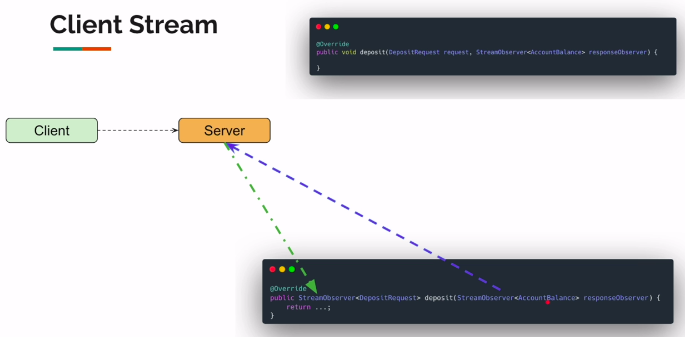 Client Stream
@Override
public void deposit(DepositRequest request, StreamObserver<AccountBalance> responseObserver) {
}
Client
Server
@Override
public StreamObserver<DepositRequest> deposit(StreamObserver<AccountBalance> responseObserver) {
return ...;
}